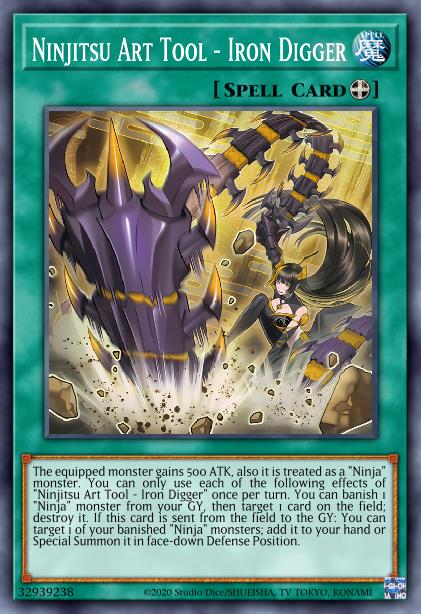 Ninjitsu Art Tool - Iron Digger
SPELL
魔
[Spell Card]
The equipped monster gains 500 ATK, also it is treated as a "Ninja"
monster. You can only use each of the following effects of
"Ninjitsu Art Tool - Iron Digger" once per turn. You can banish 1
"Ninja" monster from your GY, then target 1 card on the field;
destroy it. If this card is sent from the field to the GY: You can
target 1 of your banished "Ninja" monsters; add it to your hand or
Special Summon it in face-down Defense Position.
32939238
©2020 Studio Dice/SHUEISHA, TV TOKYO, KONAMI